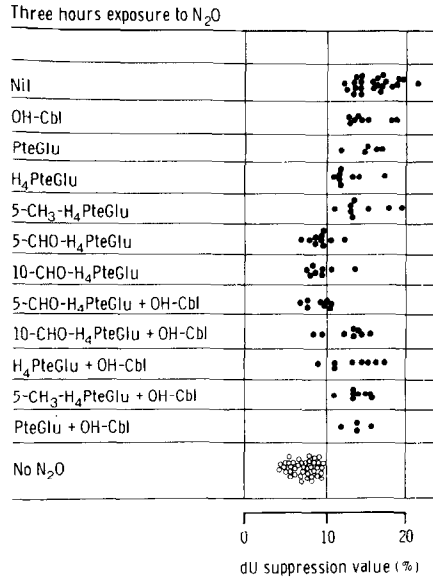 Three hours exposure to N₂O
Nil
OH-Cbl
PteGlu
H₄PteGlu
5-CH₃-H₄PteGlu
5-CHO-H₄PteGlu
10-CHO-H₄PteGlu
5-CHO-H₄PteGlu + OH-Cbl
10-CHO-H₄PteGlu + OH-Cbl
H₄PteGlu + OH-Cbl
5-CH₃-H₄PteGlu + OH-Cbl
PteGlu + OH-Cbl
No N₂O
0 10 20
dU suppression value (%)